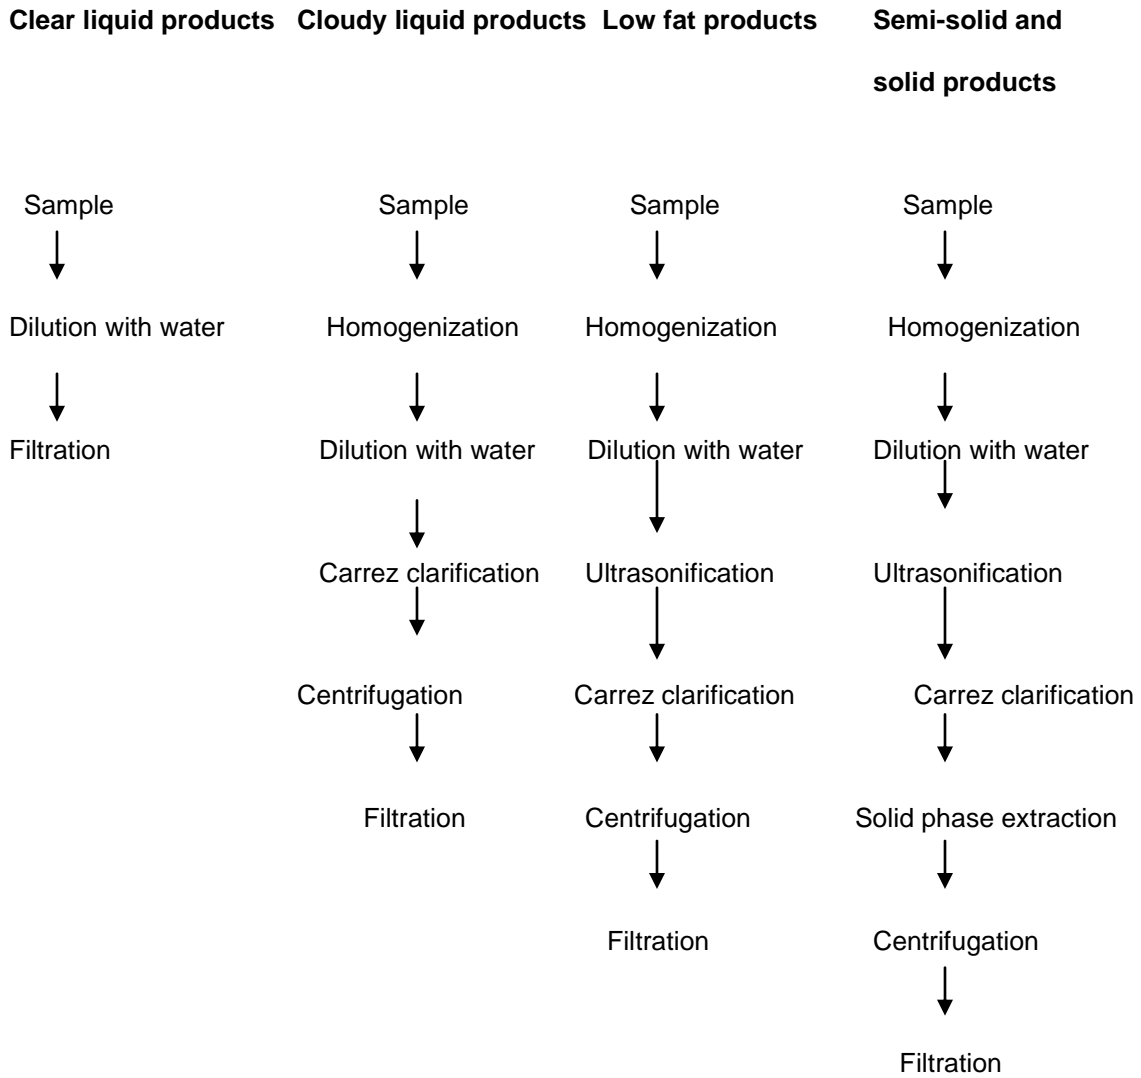 Clear liquid products Cloudy liquid products Low fat products Semi-solid and
solid products
Sample Sample Sample Sample
Dilution with water Homogenization Homogenization Homogenization
Filtration Dilution with water Dilution with water Dilution with water
Carrez clarification Ultrasonification Ultrasonification
Centrifugation Carrez clarification Carrez clarification
Filtration Centrifugation Solid phase extraction
Filtration Centrifugation
Filtration